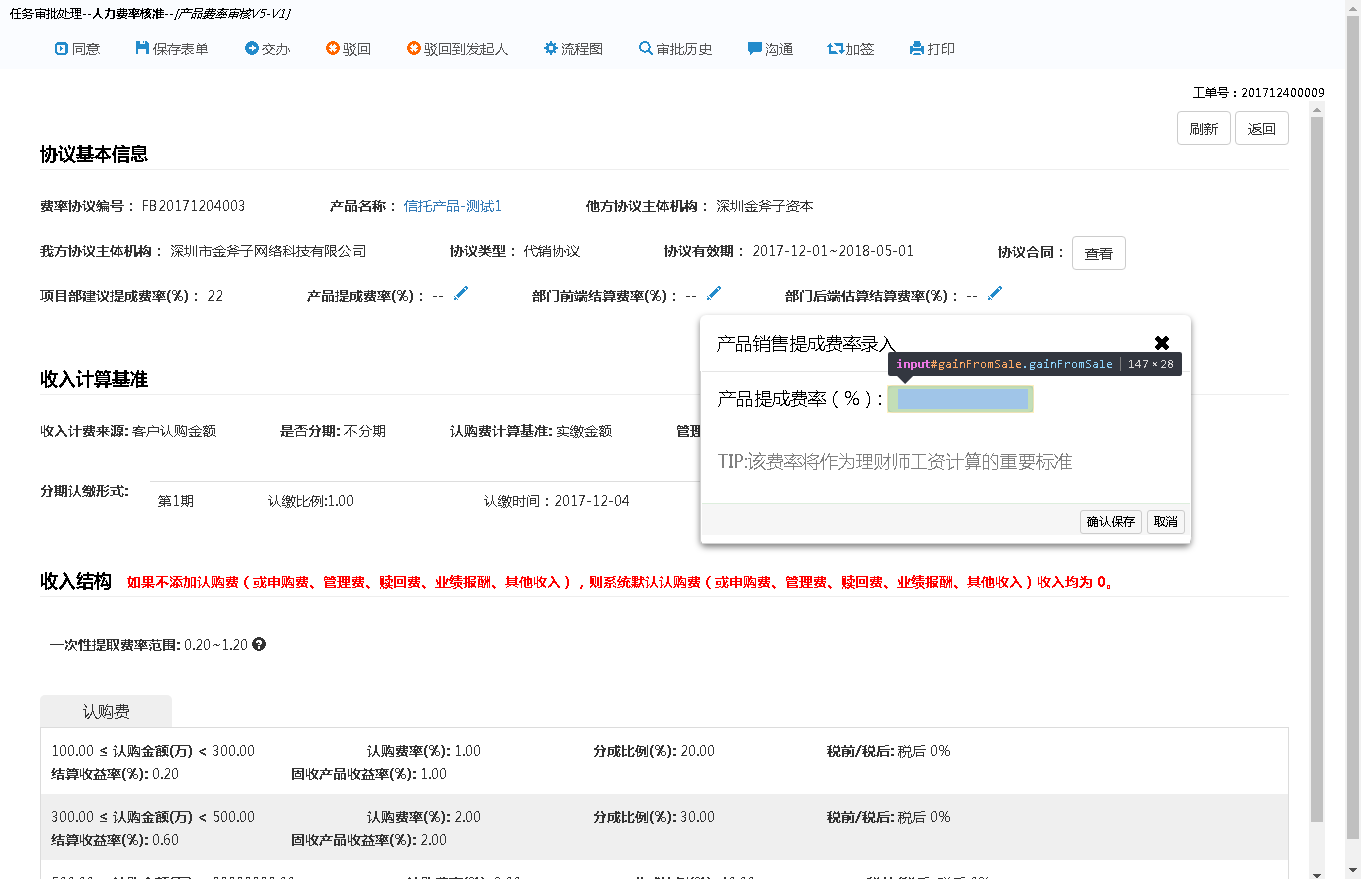 任务审批处理--人力费率核准--[产品费率审核V5-V1]
同意 保存表单 交办 驳回 驳回到发起人 流程图 审批历史 沟通 加签 打印
工单号：201712400009
刷新 返回
协议基本信息
费率协议编号： FB20171204003 产品名称： 信托产品-测试1 他方协议主体机构： 深圳金斧子资本
我方协议主体机构： 深圳市金斧子网络科技有限公司 协议类型： 代销协议 协议有效期： 2017-12-01~2018-05-01 协议合同： 查看
项目部建议提成费率(%)： 22 产品提成费率(%)： -- 部门前端结算费率(%)： -- 部门后端估算结算费率(%)： --
产品销售提成费率录入
input#gainFromSale.gainFromSale | 147×28
产品提成费率（%）:
TIP:该费率将作为理财师工资计算的重要标准
确认保存 取消
收入计算基准
收入计费来源: 客户认购金额 是否分期: 不分期 认购费计算基准: 实缴金额 管理
分期认缴形式: 第1期 认缴比例:1.00 认缴时间：2017-12-04
收入结构 如果不添加认购费（或申购费、管理费、赎回费、业绩报酬、其他收入），则系统默认认购费（或申购费、管理费、赎回费、业绩报酬、其他收入）收入均为 0。
一次性提取费率范围: 0.20~1.20
认购费
100.00 ≤ 认购金额(万) < 300.00 认购费率(%): 1.00 分成比例(%): 20.00 税前/税后: 税后 0%
结算收益率(%): 0.20 固收产品收益率(%): 1.00
300.00 ≤ 认购金额(万) < 500.00 认购费率(%): 2.00 分成比例(%): 30.00 税前/税后: 税后 0%
结算收益率(%): 0.60 固收产品收益率(%): 2.00